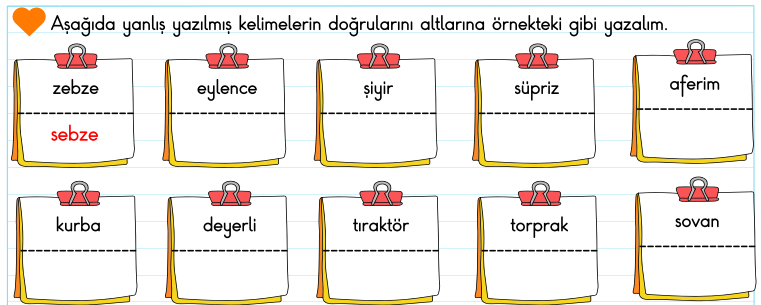 Aşağıda yanlış yazılmış kelimelerin doğrularını altlarına örnekteki gibi yazalım.
zebze eylence şiyir süpriz aferim
sebze
kurba deyerli tıraktör torprak sovan